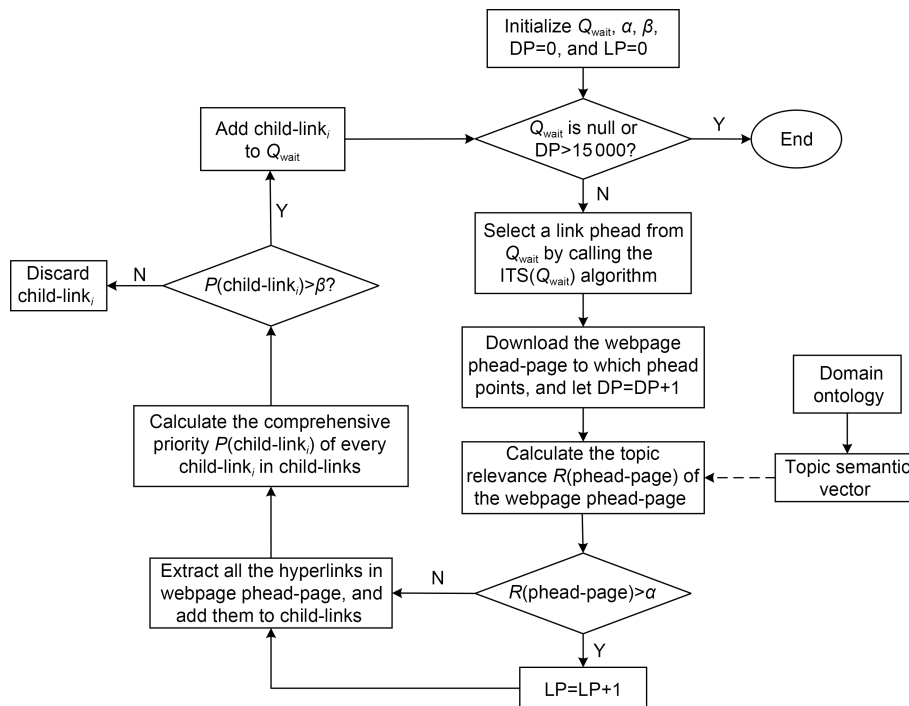 Initialize Qwait, α, β,
DP=0, and LP=0
Add child-linki
to Qwait
Qwait is null or
DP>15 000?
Y
End
N
Y
Select a link phead from
Qwait by calling the
ITS(Qwait) algorithm
Discard
child-linki
N
P(child-linki)>β?
Download the webpage
phead-page to which phead
points, and let DP=DP+1
Domain
ontology
Calculate the comprehensive
priority P(child-linki) of every
child-linki in child-links
Calculate the topic
relevance R(phead-page) of
the webpage phead-page
Topic semantic
vector
Extract all the hyperlinks in
webpage phead-page, and
add them to child-links
N
R(phead-page)>α
Y
LP=LP+1